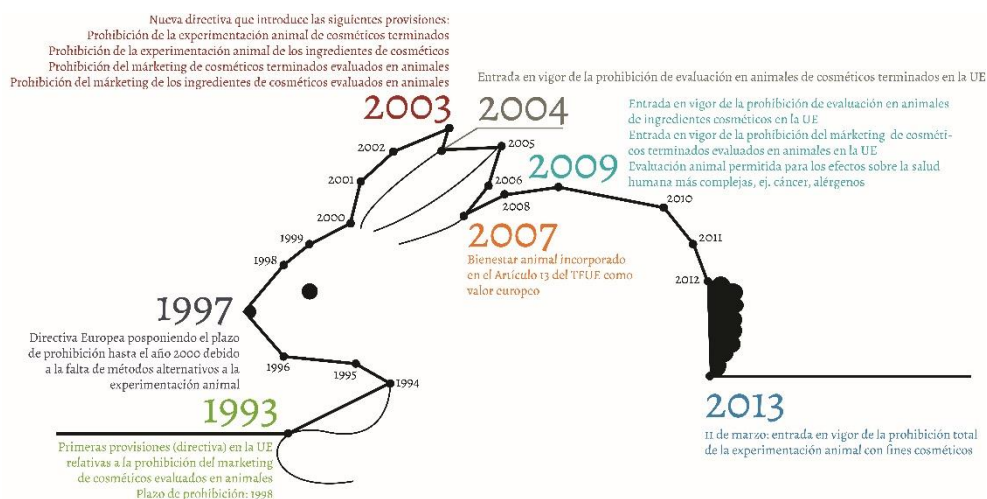 Nueva directiva que introduce las siguientes provisiones:
Prohibición de la experimentación animal de cosméticos terminados
Prohibición de la experimentación animal de los ingredientes de cosméticos
Prohibición del márketing de cosméticos terminados evaluados en animales
Prohibición del márketing de los ingredientes de cosméticos evaluados en animales
2003
Entrada en vigor de la prohibición de evaluación en animales de cosméticos terminados en la UE
2004
Entrada en vigor de la prohibición de evaluación en animales
de ingredientes cosméticos en la UE
Entrada en vigor de la prohibición del márketing de cosméti-
cos terminados evaluados en animales en la UE
Evaluación animal permitida para los efectos sobre la salud
humana más complejas, ej. cáncer, alérgenos
2009
2002
2005
2001
2006
2008
2000
2010
2007
Bienestar animal incorporado
en el Artículo 13 del TFUE como
valor europeo
1999
2011
1998
2012
1997
Directiva Europea posponiendo el plazo
de prohibición hasta el año 2000 debido
a la falta de métodos alternativos a la
experimentación animal
1996
1995
1994
1993
Primeras provisiones (directiva) en la UE
relativas a la prohibición del marketing
de cosméticos evaluados en animales
Plazo de prohibición: 1998
2013
11 de marzo: entrada en vigor de la prohibición total
de la experimentación animal con fines cosméticos